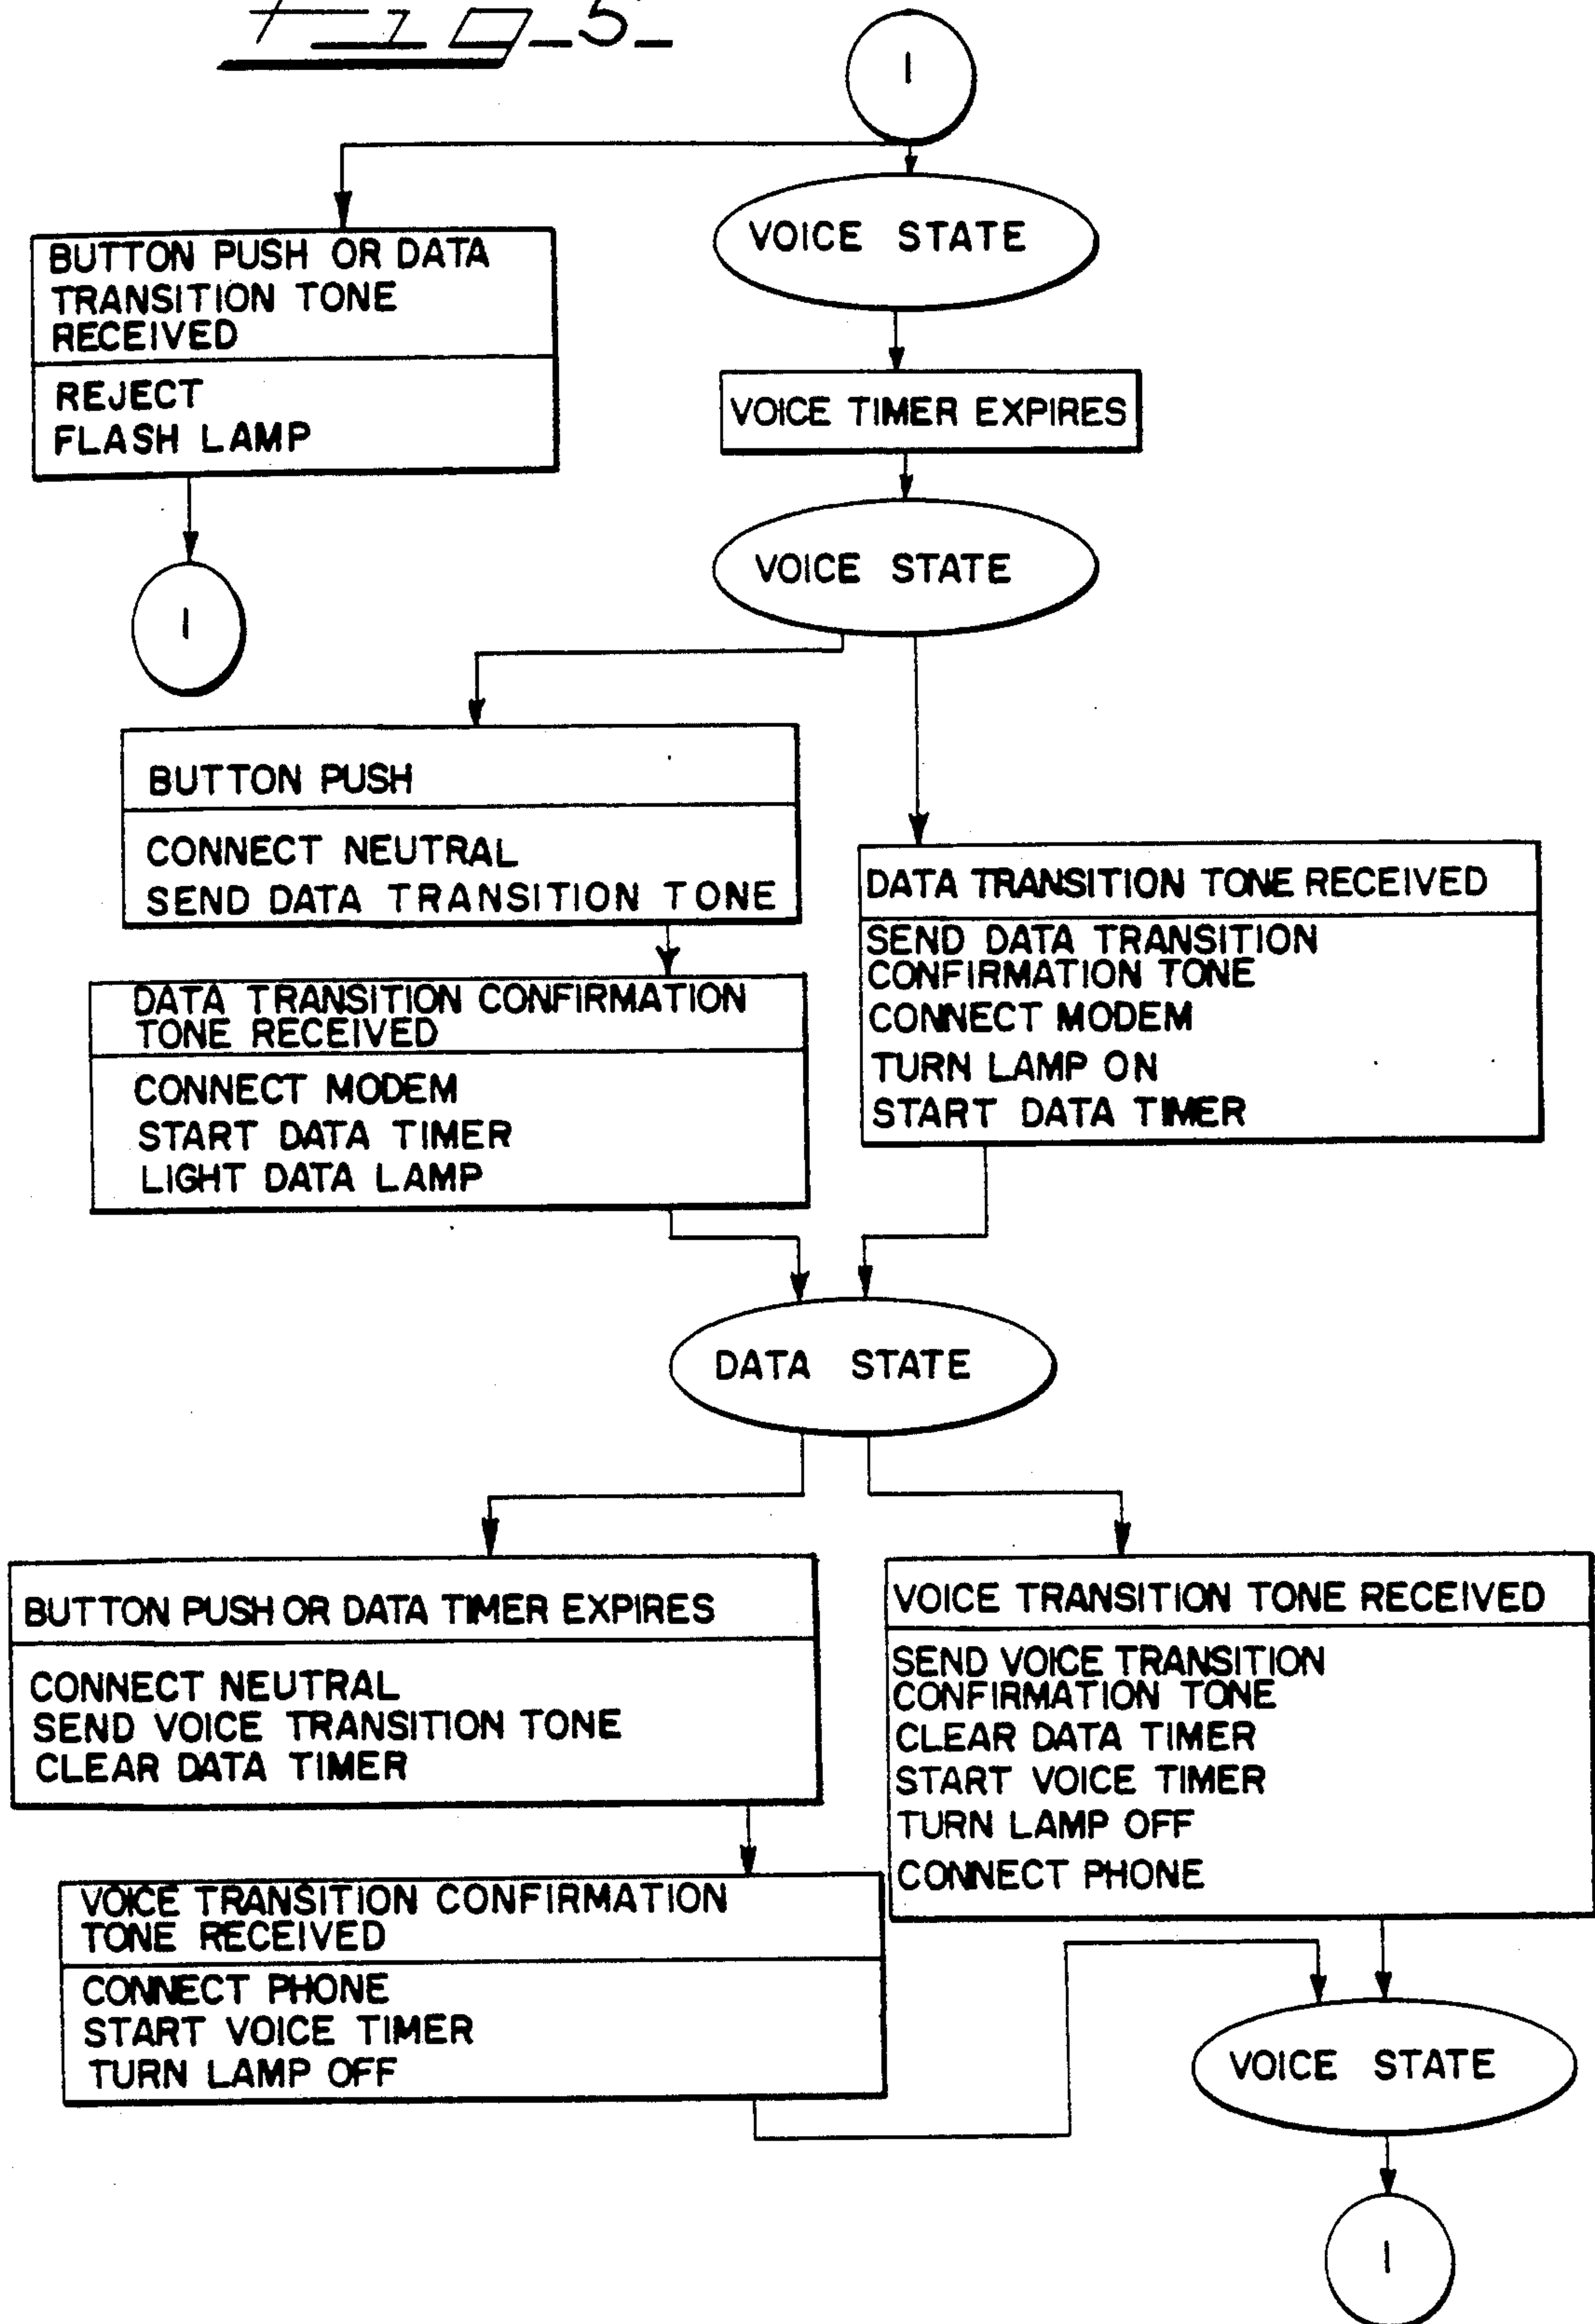 Fig_5_
1
VOICE STATE
BUTTON PUSH OR DATA
TRANSITION TONE
RECEIVED
REJECT
FLASH LAMP
1
VOICE TIMER EXPIRES
VOICE STATE
BUTTON PUSH
CONNECT NEUTRAL
SEND DATA TRANSITION TONE
DATA TRANSITION TONE RECEIVED
SEND DATA TRANSITION
CONFIRMATION TONE
CONNECT MODEM
TURN LAMP ON
START DATA TIMER
DATA TRANSITION CONFIRMATION
TONE RECEIVED
CONNECT MODEM
START DATA TIMER
LIGHT DATA LAMP
DATA STATE
BUTTON PUSH OR DATA TIMER EXPIRES
CONNECT NEUTRAL
SEND VOICE TRANSITION TONE
CLEAR DATA TIMER
VOICE TRANSITION TONE RECEIVED
SEND VOICE TRANSITION
CONFIRMATION TONE
CLEAR DATA TIMER
START VOICE TIMER
TURN LAMP OFF
CONNECT PHONE
VOICE TRANSITION CONFIRMATION
TONE RECEIVED
CONNECT PHONE
START VOICE TIMER
TURN LAMP OFF
VOICE STATE
1